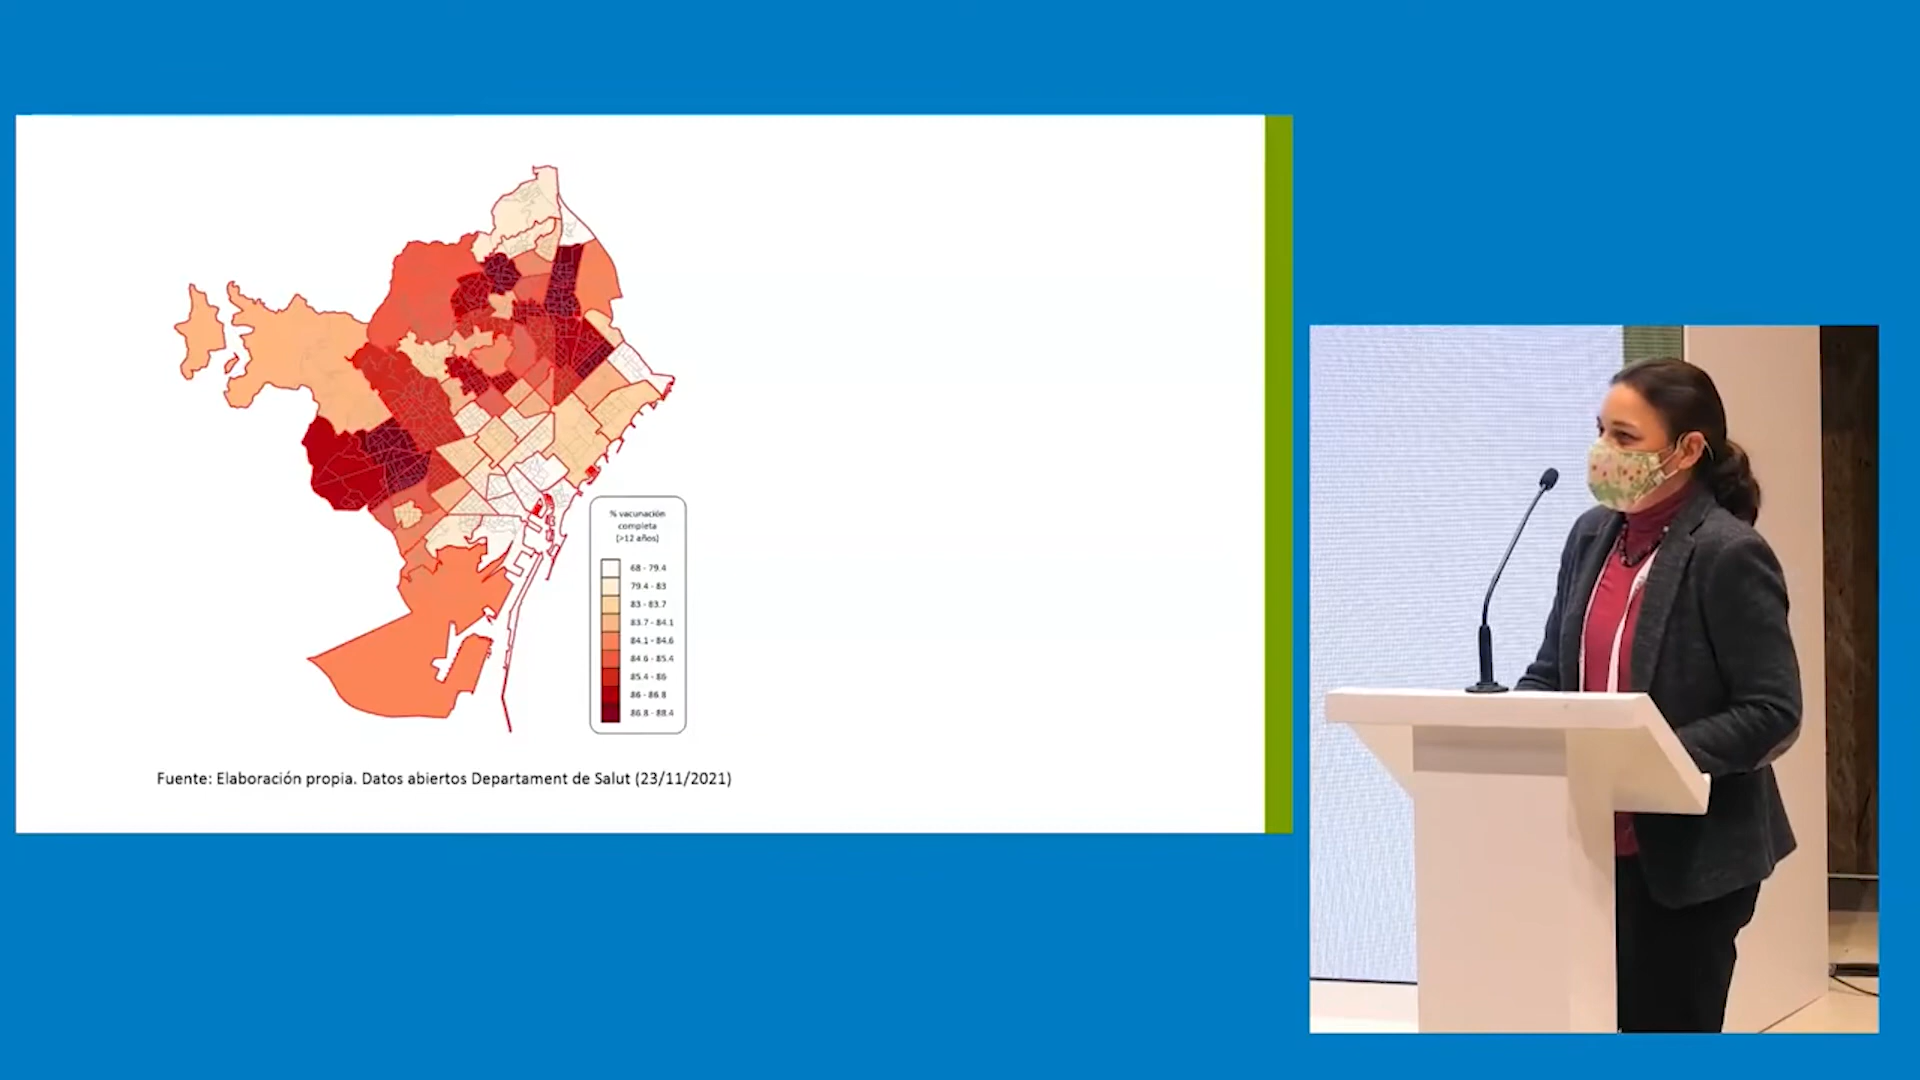 % vacunación
completa
(>12 años)
68 - 79.4
79.4 - 83
83 - 83.7
83.7 - 84.1
84.1 - 84.6
84.6 - 85.4
85.4 - 86
86 - 86.8
86.8 - 88.4
Fuente: Elaboración propia. Datos abiertos Departament de Salut (23/11/2021)